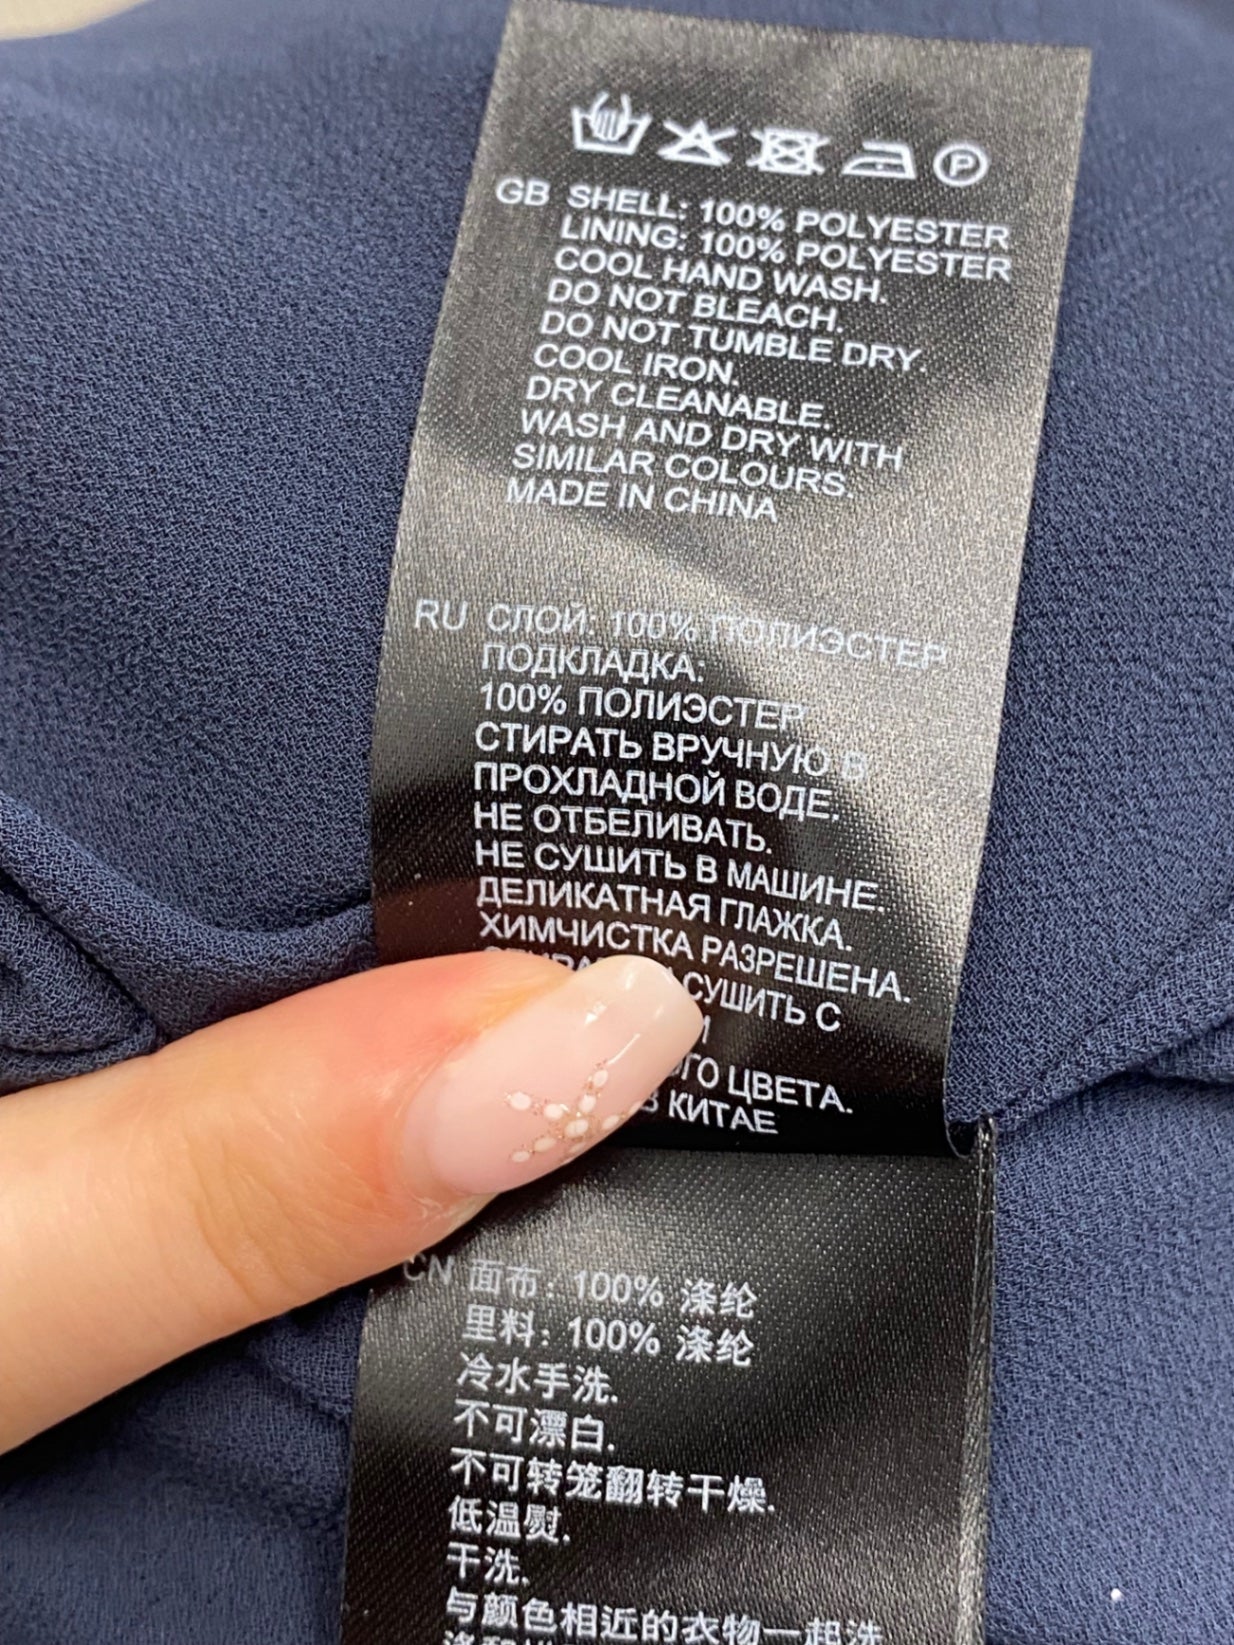 P
GB SHELL: 100% POLYESTER
LINING: 100% POLYESTER
COOL HAND WASH.
DO NOT BLEACH.
DO NOT TUMBLE DRY.
COOL IRON.
DRY CLEANABLE.
WASH AND DRY WITH
SIMILAR COLOURS.
MADE IN CHINA
RU СЛОЙ: 100% ПОЛИЭСТЕР
ПОДКЛАДКА:
100% ПОЛИЭСТЕР
СТИРАТЬ ВРУЧНУЮ В
ПРОХЛАДНОЙ ВОДЕ.
НЕ ОТБЕЛИВАТЬ.
НЕ СУШИТЬ В МАШИНЕ.
ДЕЛИКАТНАЯ ГЛАЖКА.
ХИМЧИСТКА РАЗРЕШЕНА.
СУШИТЬ С
ЦВЕТА.
В КИТАЕ
CN 面布: 100% 涤纶
里料: 100% 涤纶
冷水手洗.
不可漂白.
不可转笼翻转干燥.
低温熨.
干洗.
与颜色相近的衣物一起洗